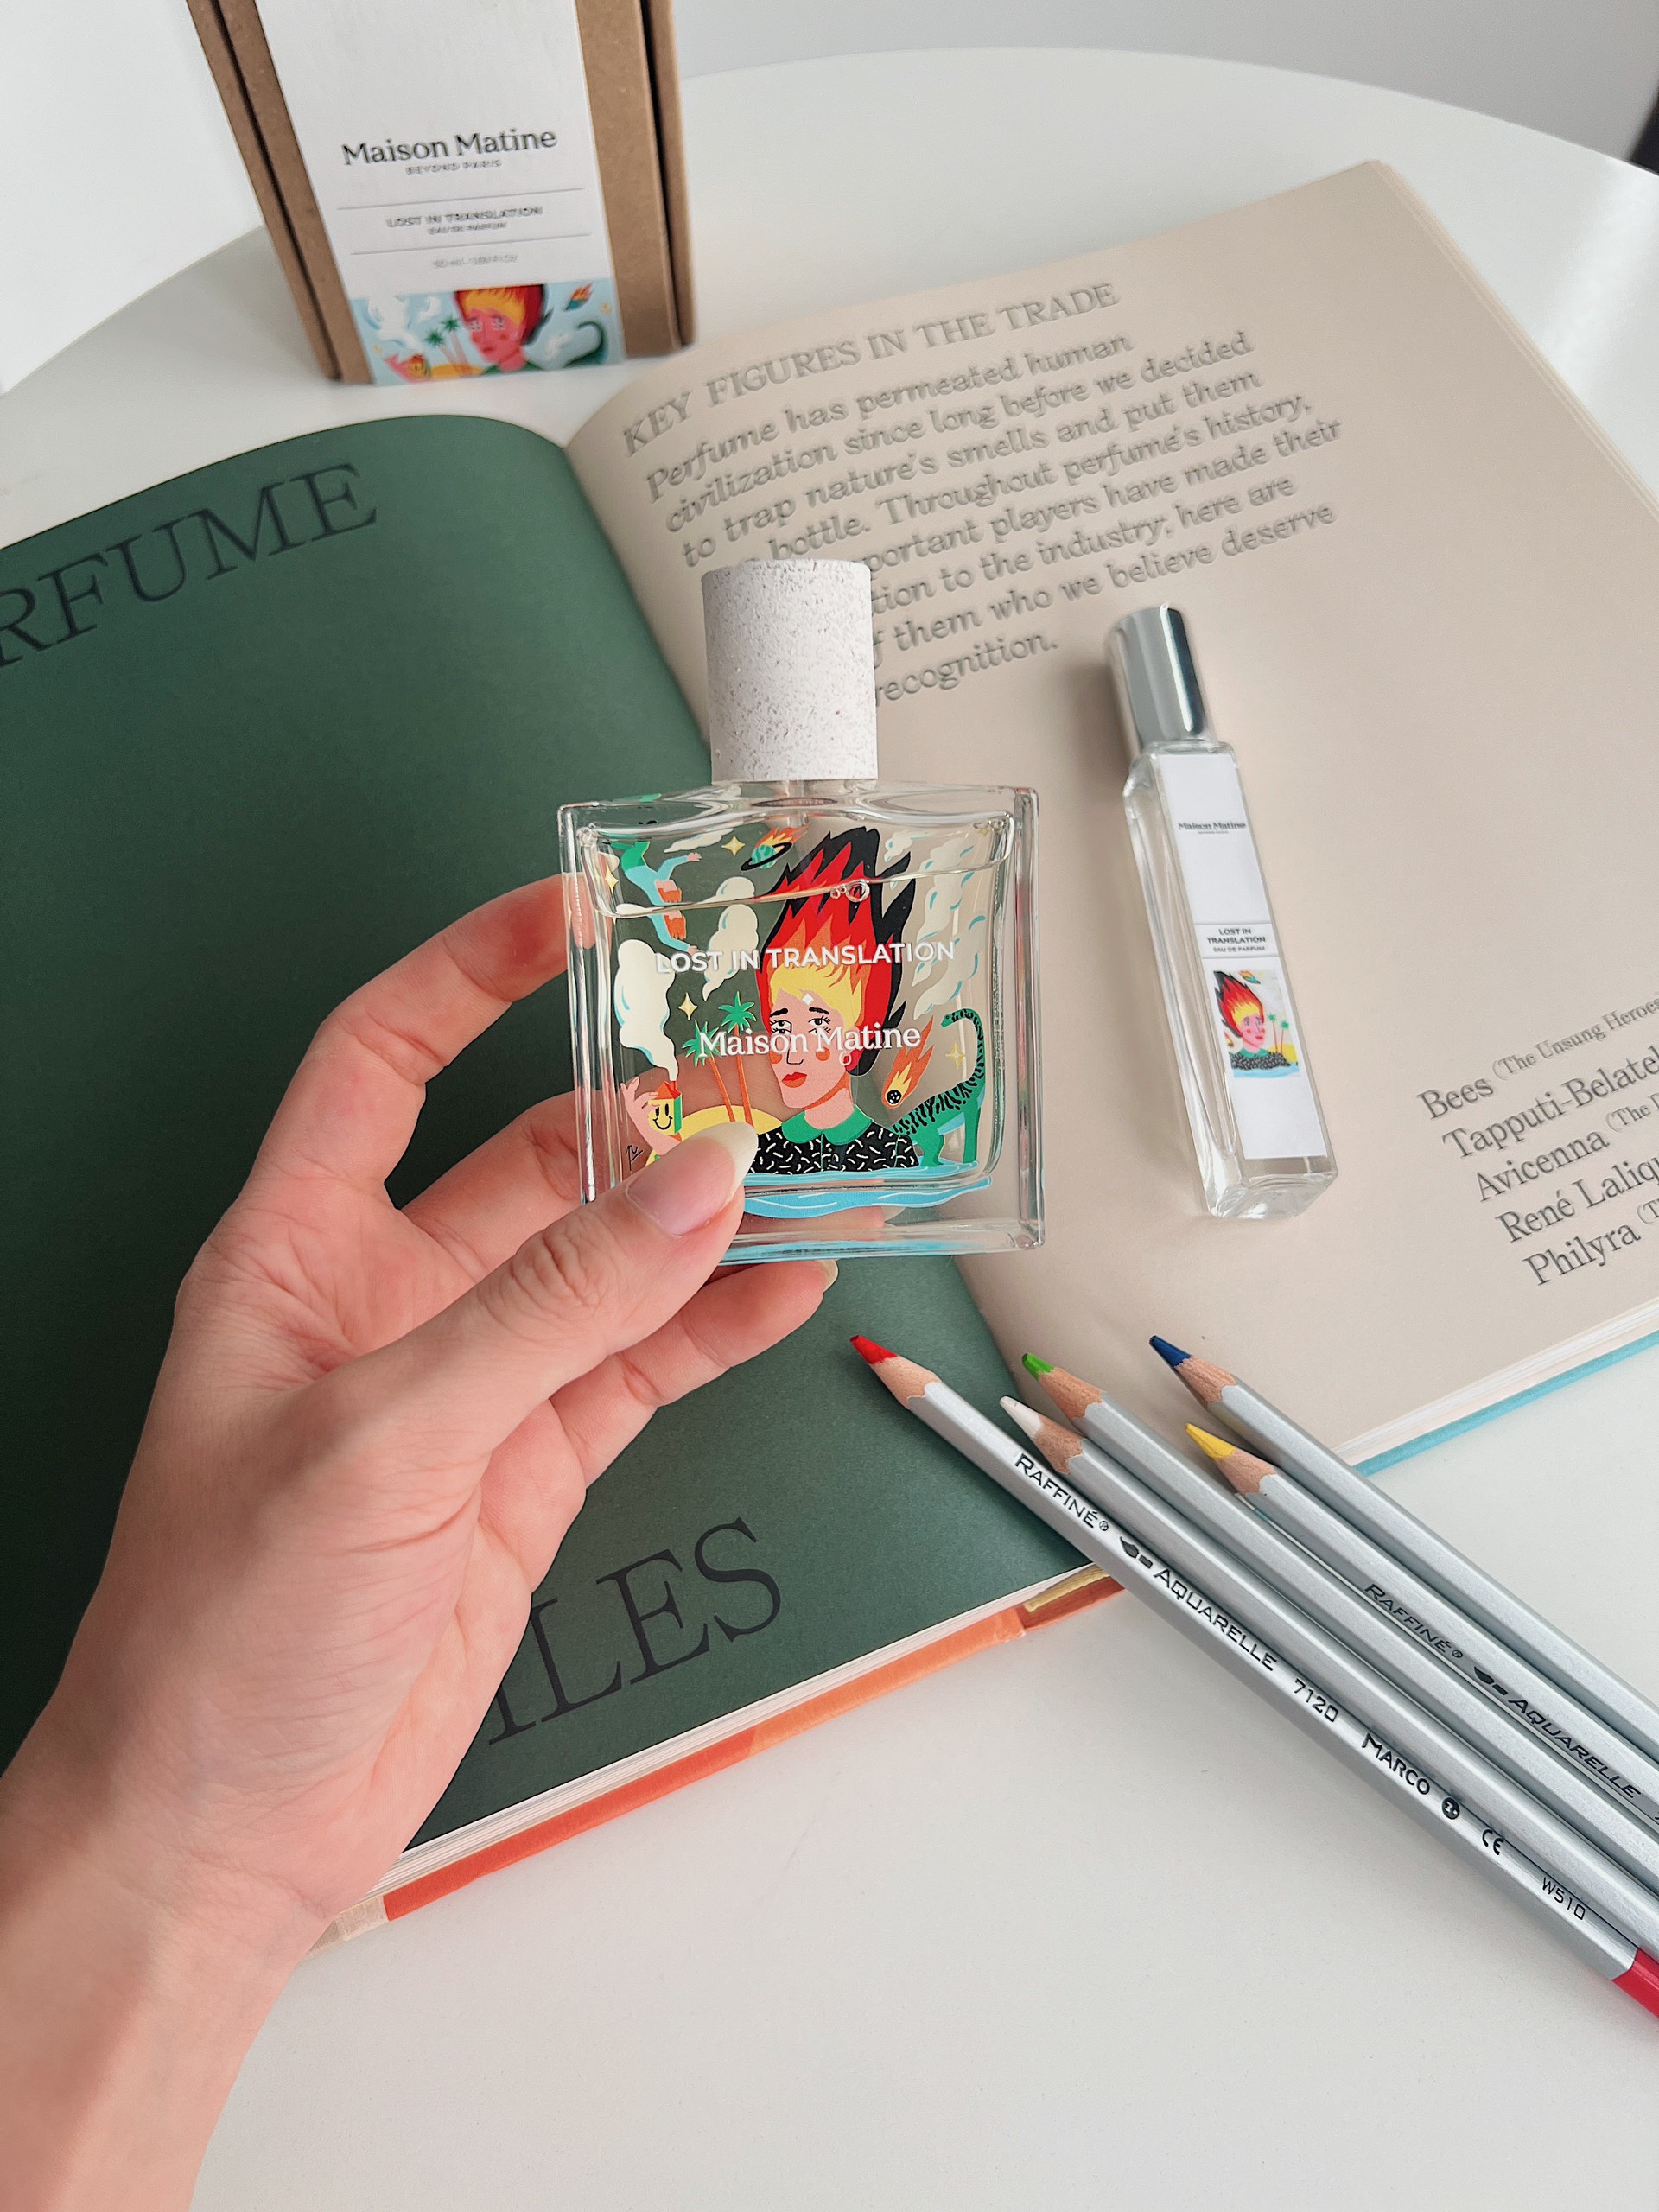 Maison Matine
BEYOND PARIS
LOST IN TRANSLATION
EAU DE PARFUM
RFUME
ILES
KEY FIGURES IN THE TRADE
Perfume has permeated human
civilization since long before we decided
to trap nature's smells and put them
bottle. Throughout perfume's history,
portant players have made their
tion to the industry; here are
f them who we believe deserve
recognition.
Bees (The Unsung Heroes
Tapputi-Belatel
Avicenna (The
René Laliq
Philyra
LOST IN TRANSLATION
Maison Matine
Maison Matine
LOST IN
TRANSLATION
EAU DE PARFUM
RAFFINÉ® AQUARELLE 7120 MARCO CE W510
RAFFINÉ® AQUARELLE